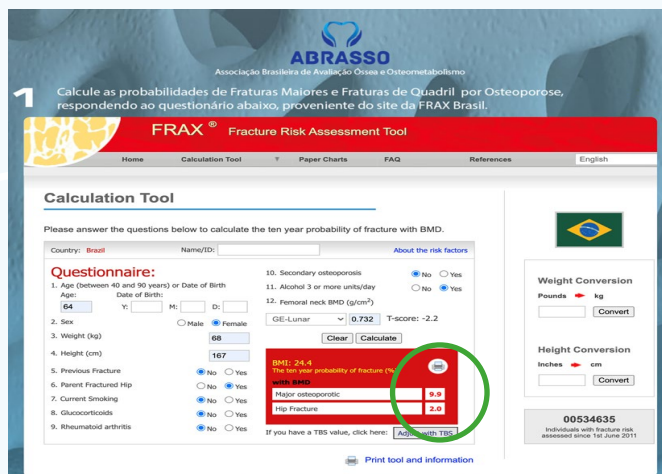 ABRASSO
Associação Brasileira de Avaliação Óssea e Osteometabolismo
1 Calcule as probabilidades de Fraturas Maiores e Fraturas de Quadril por Osteoporose,
respondendo ao questionário abaixo, proveniente do site da FRAX Brasil.
FRAX ® Fracture Risk Assessment Tool
Home Calculation Tool ▼ Paper Charts FAQ References English
Calculation Tool
Please answer the questions below to calculate the ten year probability of fracture with BMD.
Country: Brazil Name/ID: About the risk factors
Questionnaire:
1. Age (between 40 and 90 years) or Date of Birth
Age: Date of Birth:
64 Y: M: D:
2. Sex Male Female
3. Weight (kg) 68
4. Height (cm) 167
5. Previous Fracture No Yes
6. Parent Fractured Hip No Yes
7. Current Smoking No Yes
8. Glucocorticoids No Yes
9. Rheumatoid arthritis No Yes
10. Secondary osteoporosis No Yes
11. Alcohol 3 or more units/day No Yes
12. Femoral neck BMD (g/cm²)
GE-Lunar 0.732 T-score: -2.2
Clear Calculate
BMI: 24.4
The ten year probability of fracture (%)
with BMD
Major osteoporotic 9.9
Hip Fracture 2.0
If you have a TBS value, click here: Adjust with TBS
Print tool and information
Weight Conversion
Pounds kg
Convert
Height Conversion
Inches cm
Convert
00534635
Individuals with fracture risk
assessed since 1st June 2011